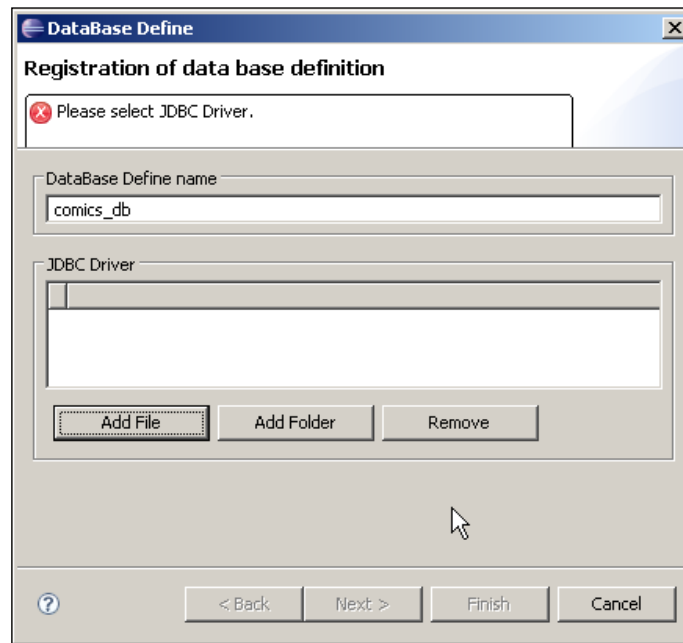 DataBase Define
Registration of data base definition
Please select JDBC Driver.
DataBase Define name
comics_db
JDBC Driver
Add File Add Folder Remove
? < Back Next > Finish Cancel